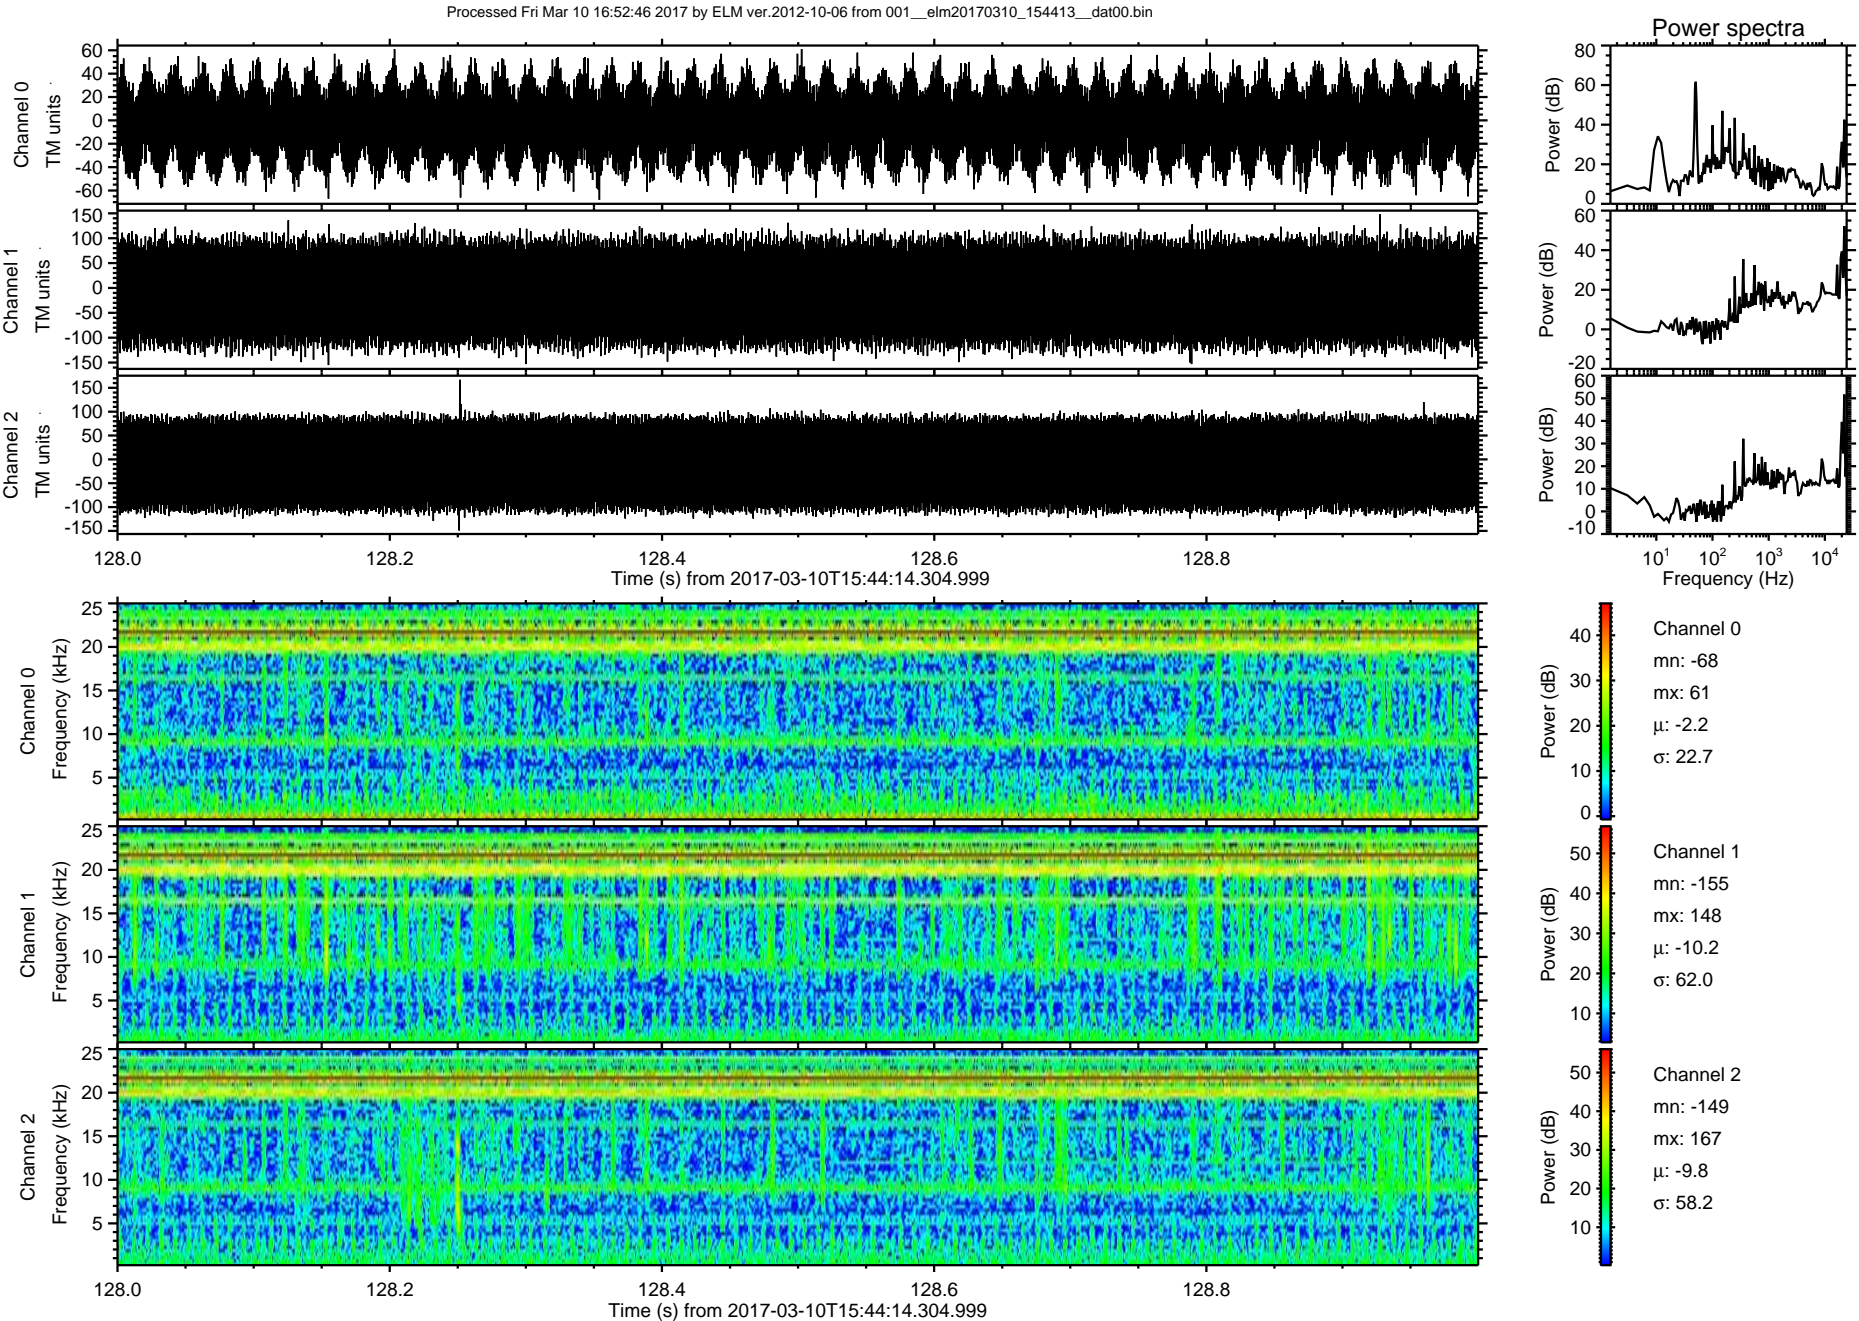 Processed Fri Mar 10 16:52:46 2017 by ELM ver.2012-10-06 from 001__elm20170310_154413__dat00.bin
Power spectra
Channel 0
TM units
60
40
20
0
-20
-40
-60
Power (dB)
80
60
40
20
0
Channel 1
TM units
150
100
50
0
-50
-100
-150
Power (dB)
60
40
20
0
-20
Channel 2
TM units
150
100
50
0
-50
-100
-150
Power (dB)
60
50
40
30
20
10
0
-10
128.0 128.2 128.4 128.6 128.8
Time (s) from 2017-03-10T15:44:14.304.999
10^1 10^2 10^3 10^4
Frequency (Hz)
Channel 0
Frequency (kHz)
25
20
15
10
5
Power (dB)
40
30
20
10
0
Channel 0
mn: -68
mx: 61
μ: -2.2
σ: 22.7
Channel 1
Frequency (kHz)
25
20
15
10
5
Power (dB)
50
40
30
20
10
Channel 1
mn: -155
mx: 148
μ: -10.2
σ: 62.0
Channel 2
Frequency (kHz)
25
20
15
10
5
Power (dB)
50
40
30
20
10
Channel 2
mn: -149
mx: 167
μ: -9.8
σ: 58.2
128.0 128.2 128.4 128.6 128.8
Time (s) from 2017-03-10T15:44:14.304.999